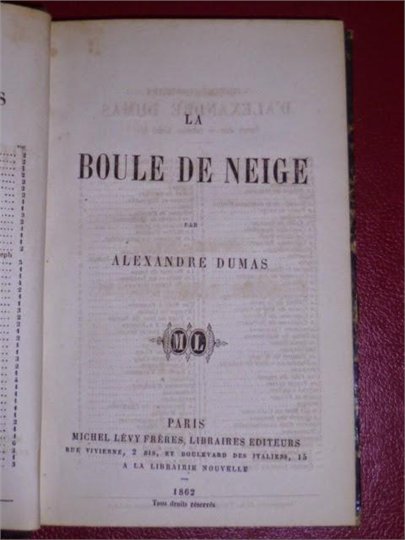 LA
BOULE DE NEIGE
PAR
ALEXANDRE DUMAS
ML
PARIS
MICHEL LÉVY FRÈRES, LIBRAIRES EDITEURS
RUE VIVIENNE, 2 BIS, ET BOULEVARD DES ITALIENS, 15
A LA LIBRAIRIE NOUVELLE
1862
Tous droits réservés